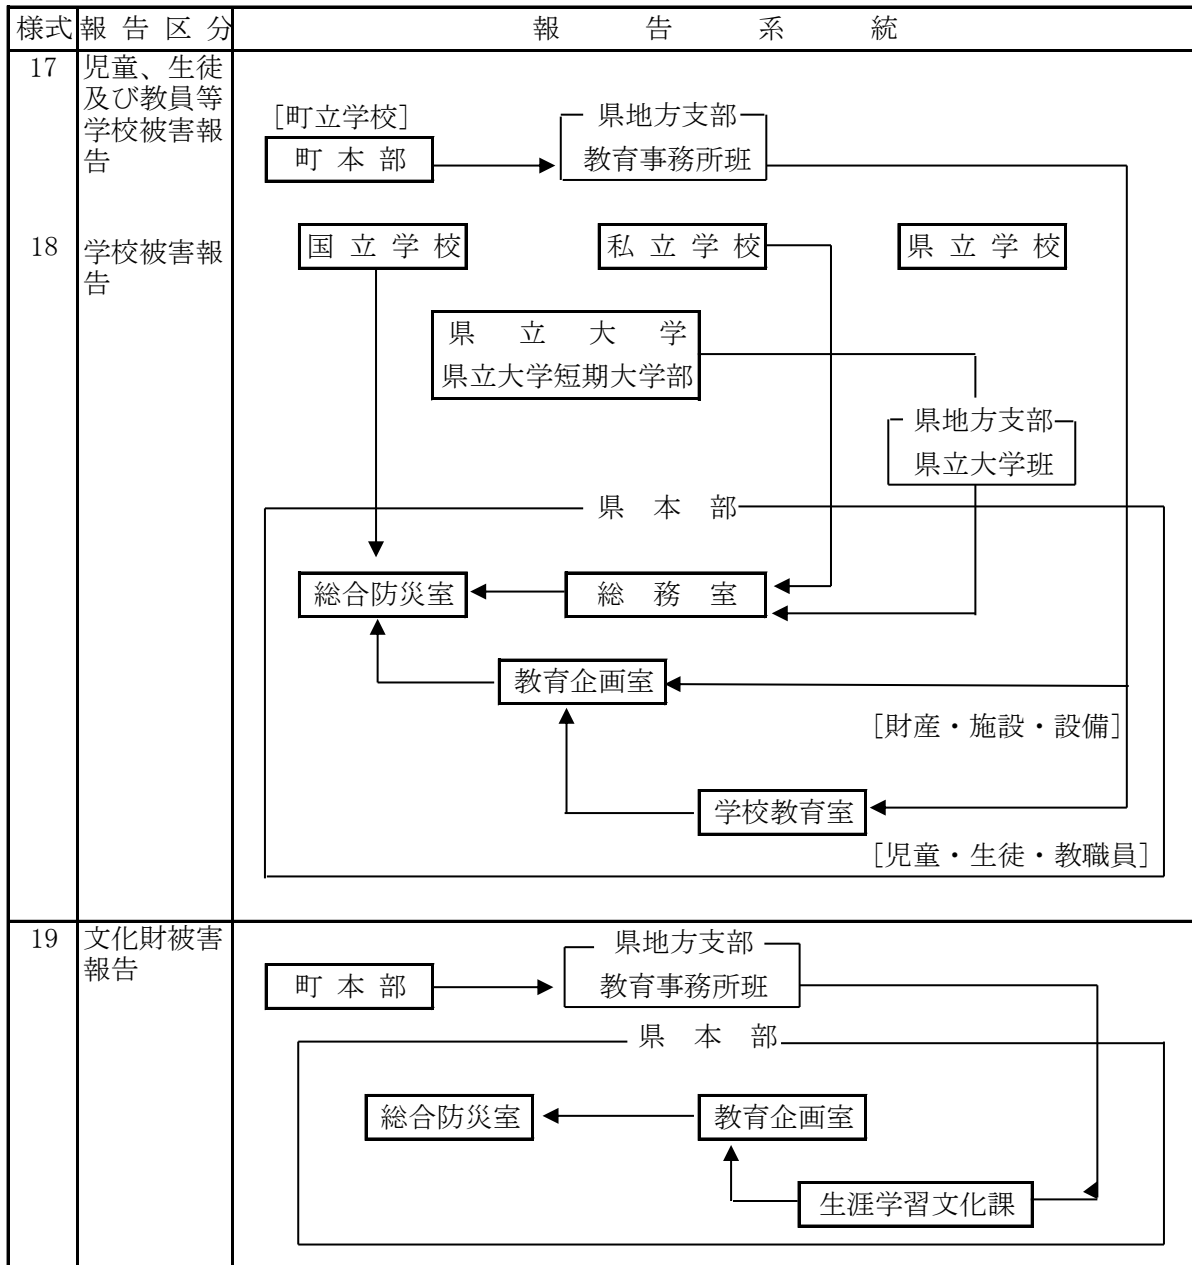 様式 報告区分 報告系統
17 児童、生徒
及び教員等
学校被害報
告
[町立学校]
町本部
県地方支部
教育事務所班
18 学校被害報
告
国立学校 私立学校 県立学校
県立大学
県立大学短期大学部
県地方支部
県立大学班
県本部
総合防災室 総務室
教育企画室
[財産・施設・設備]
学校教育室
[児童・生徒・教職員]
19 文化財被害
報告
町本部
県地方支部
教育事務所班
県本部
総合防災室 教育企画室
生涯学習文化課